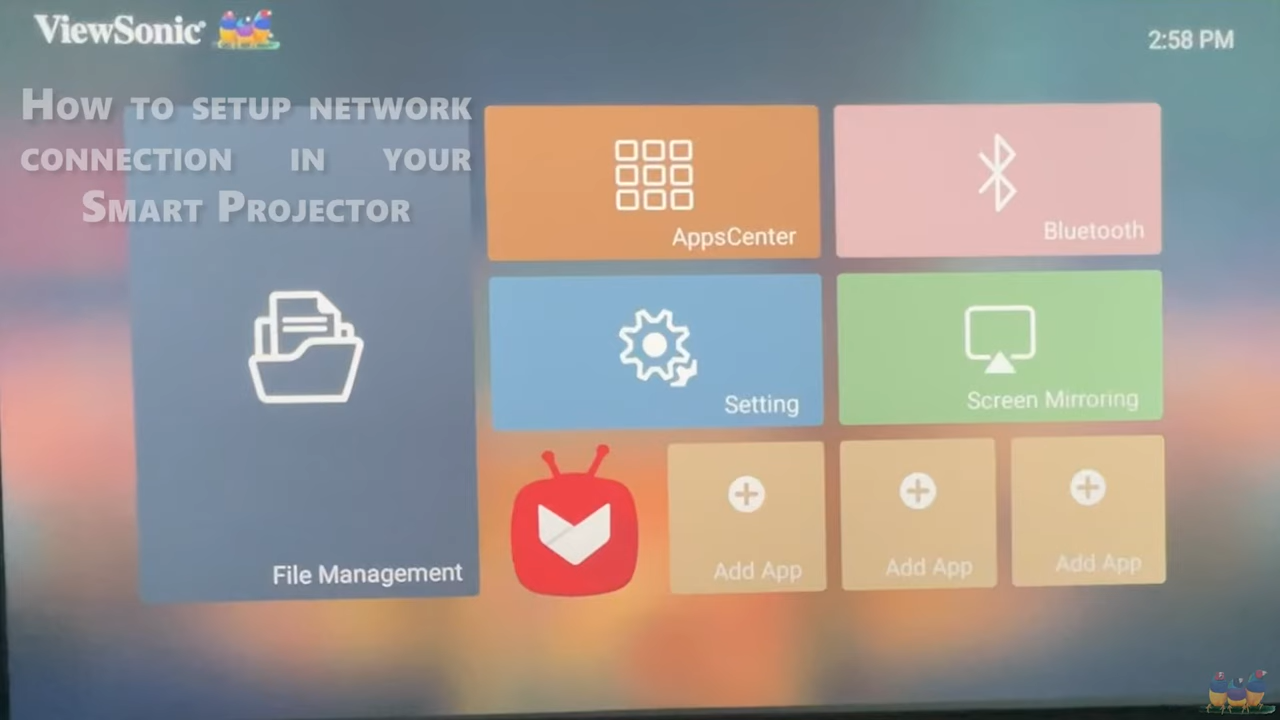 ViewSonic
2:58 PM
How to setup network
connection in your
Smart Projector
AppsCenter
Bluetooth
Setting
Screen Mirroring
File Management
Add App
Add App
Add App